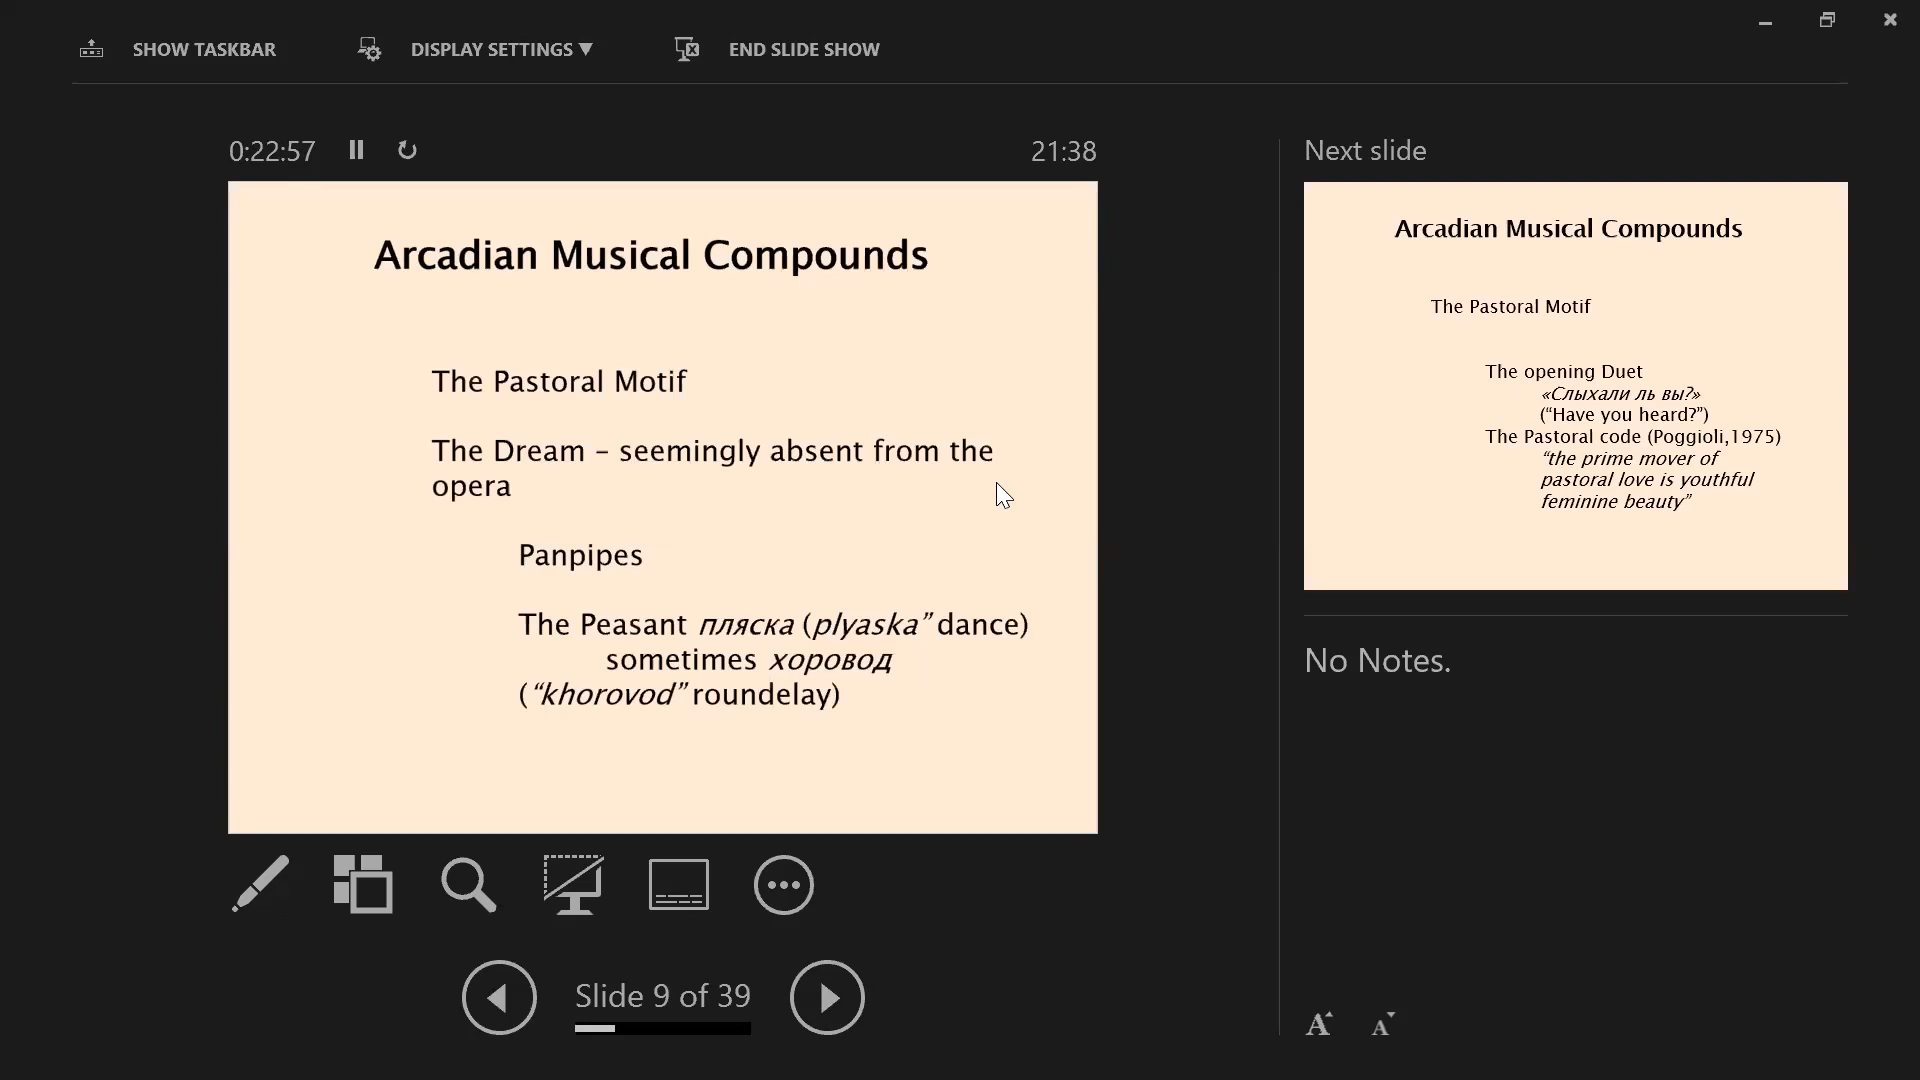 SHOW TASKBAR
DISPLAY SETTINGS ▼
END SLIDE SHOW
0:22:57
21:38
Arcadian Musical Compounds
The Pastoral Motif
The Dream – seemingly absent from the
opera
Panpipes
The Peasant пляска (plyaska” dance)
sometimes хоровод
(“khorovod” roundelay)
Slide 9 of 39
Next slide
Arcadian Musical Compounds
The Pastoral Motif
The opening Duet
«Слыхали ль вы?»
(“Have you heard?”)
The Pastoral code (Poggioli,1975)
“the prime mover of
pastoral love is youthful
feminine beauty”
No Notes.
A A